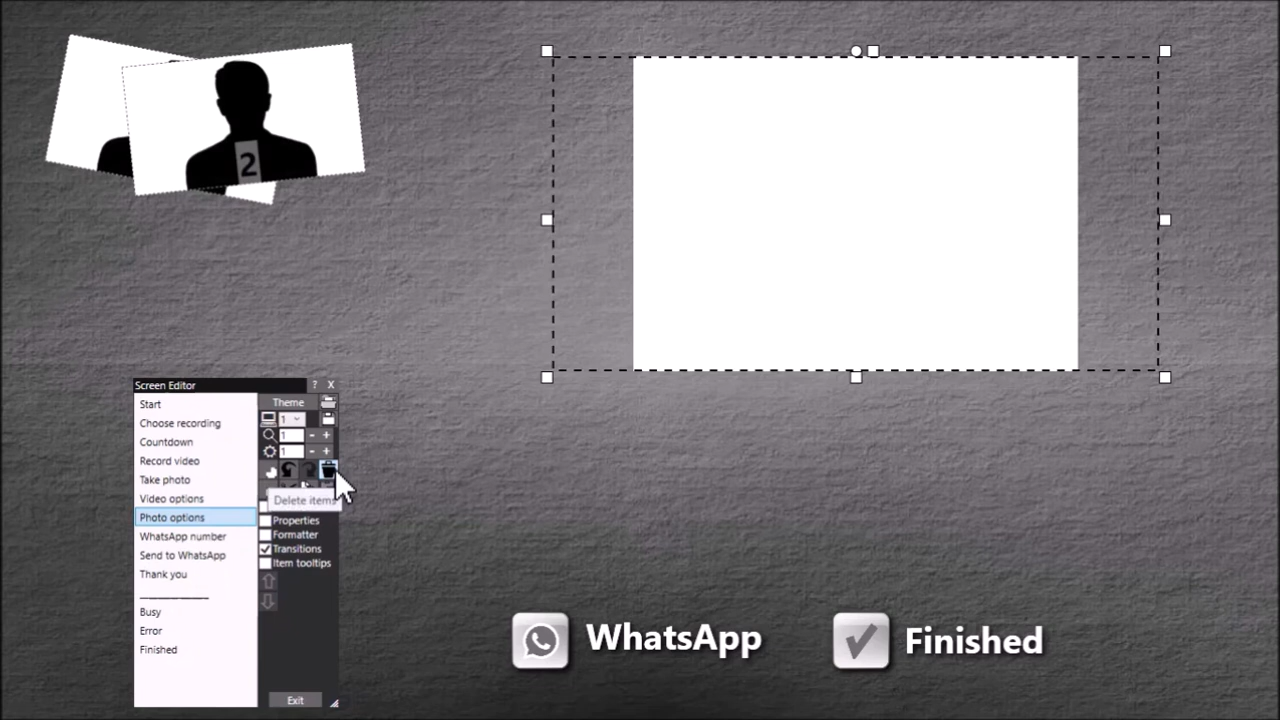 2
Screen Editor ? X
Start
Choose recording
Countdown
Record video
Take photo
Video options
Photo options
WhatsApp number
Send to WhatsApp
Thank you
Busy
Error
Finished
Theme
1
1 - +
1 - +
Delete items
Properties
Formatter
Transitions
Item tooltips
Exit
WhatsApp
Finished